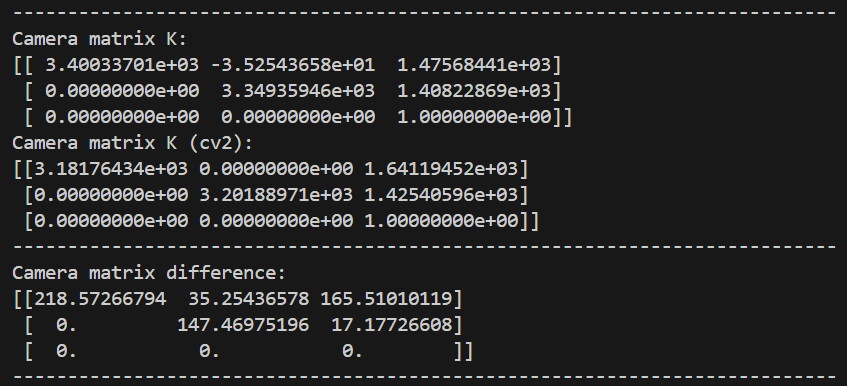 ---------------------------------------------------------------------------
Camera matrix K:
[[ 3.40033701e+03 -3.52543658e+01  1.47568441e+03]
 [ 0.00000000e+00  3.34935946e+03  1.40822869e+03]
 [ 0.00000000e+00  0.00000000e+00  1.00000000e+00]]
Camera matrix K (cv2):
[[3.18176434e+03 0.00000000e+00 1.64119452e+03]
 [0.00000000e+00 3.20188971e+03 1.42540596e+03]
 [0.00000000e+00 0.00000000e+00 1.00000000e+00]]
---------------------------------------------------------------------------
Camera matrix difference:
[[218.57266794  35.25436578 165.51010119]
 [  0.         147.46975196  17.17726608]
 [  0.           0.           0.        ]]
---------------------------------------------------------------------------